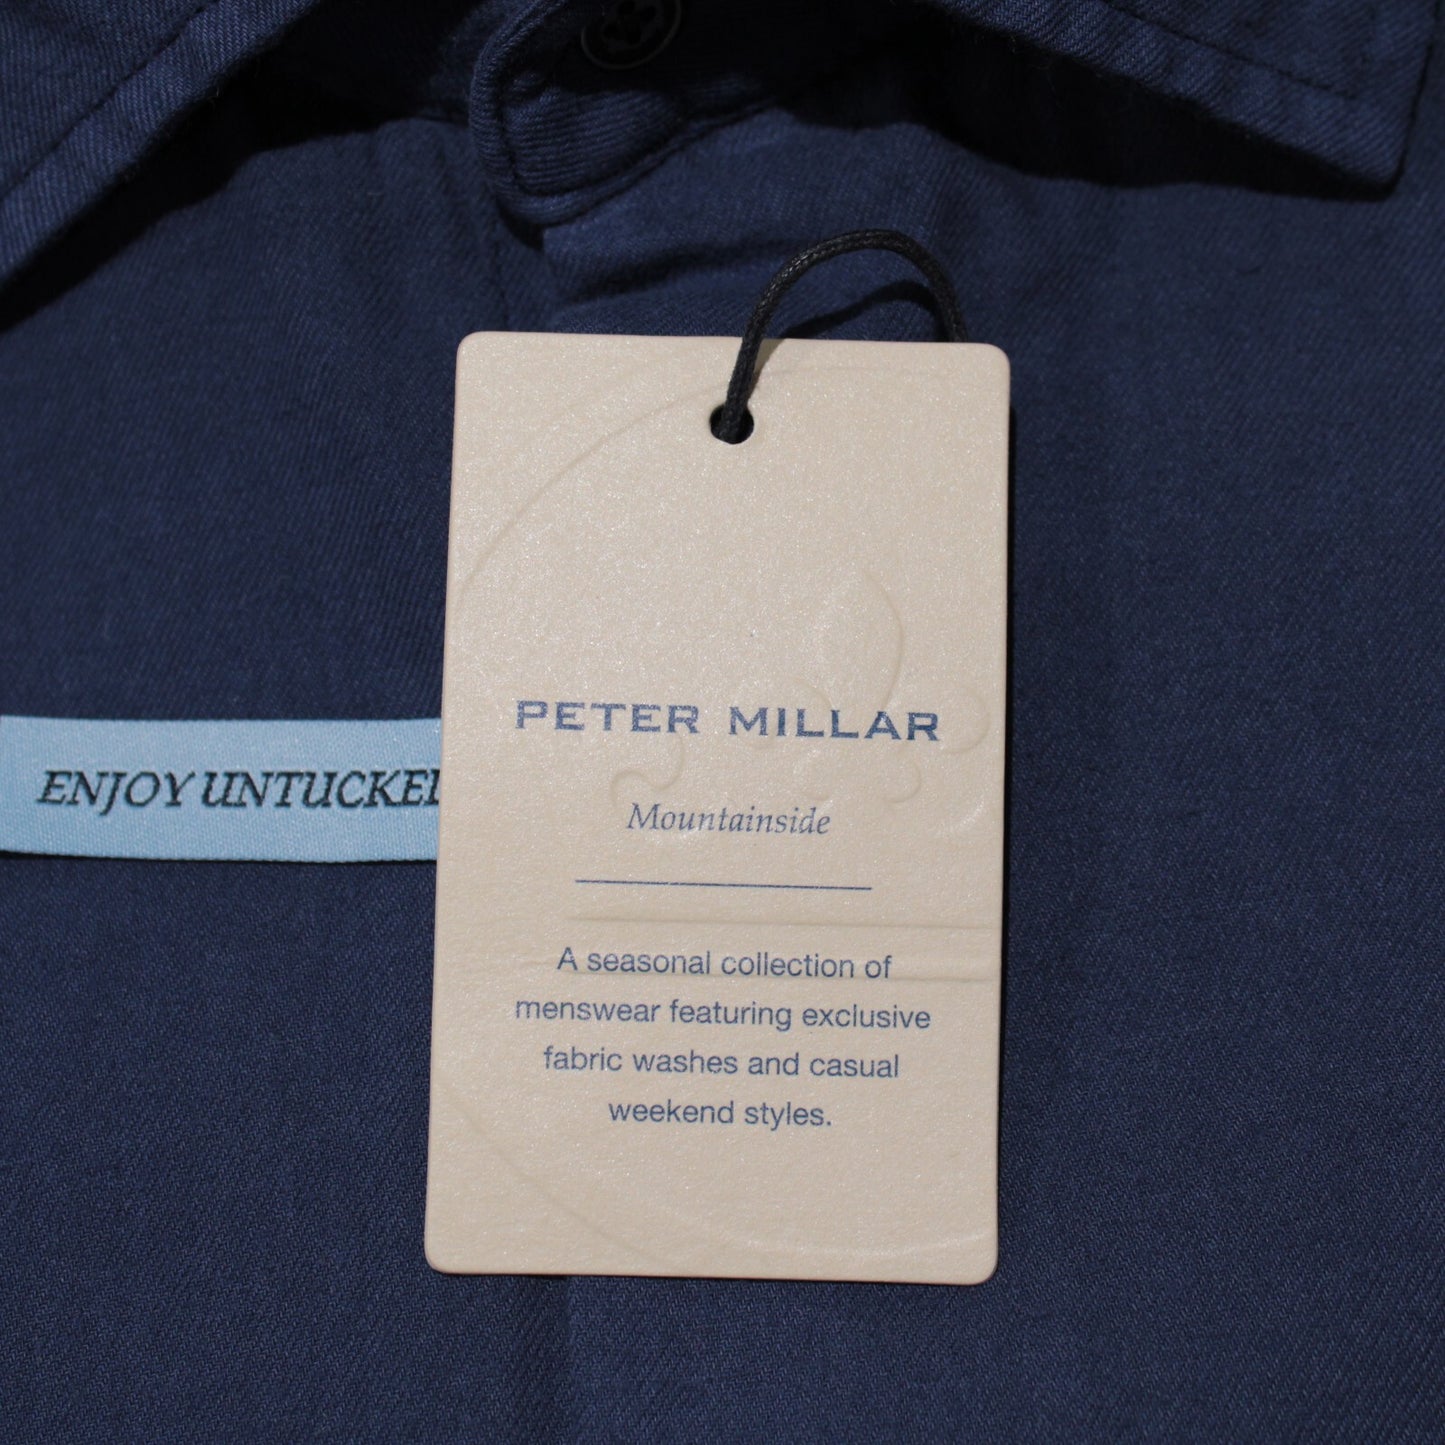 PETER MILLAR
ENJOY UNTUCKED
Mountainside
A seasonal collection of
menswear featuring exclusive
fabric washes and casual
weekend styles.